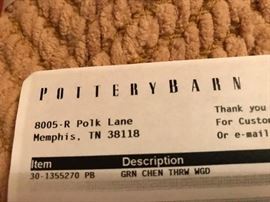 POTTERYBARN
8005-R Polk Lane
Memphis, TN 38118
Thank you
For Custo
Or e-mail
Item Description
30-1355270 PB GRN CHEN THRW WGD